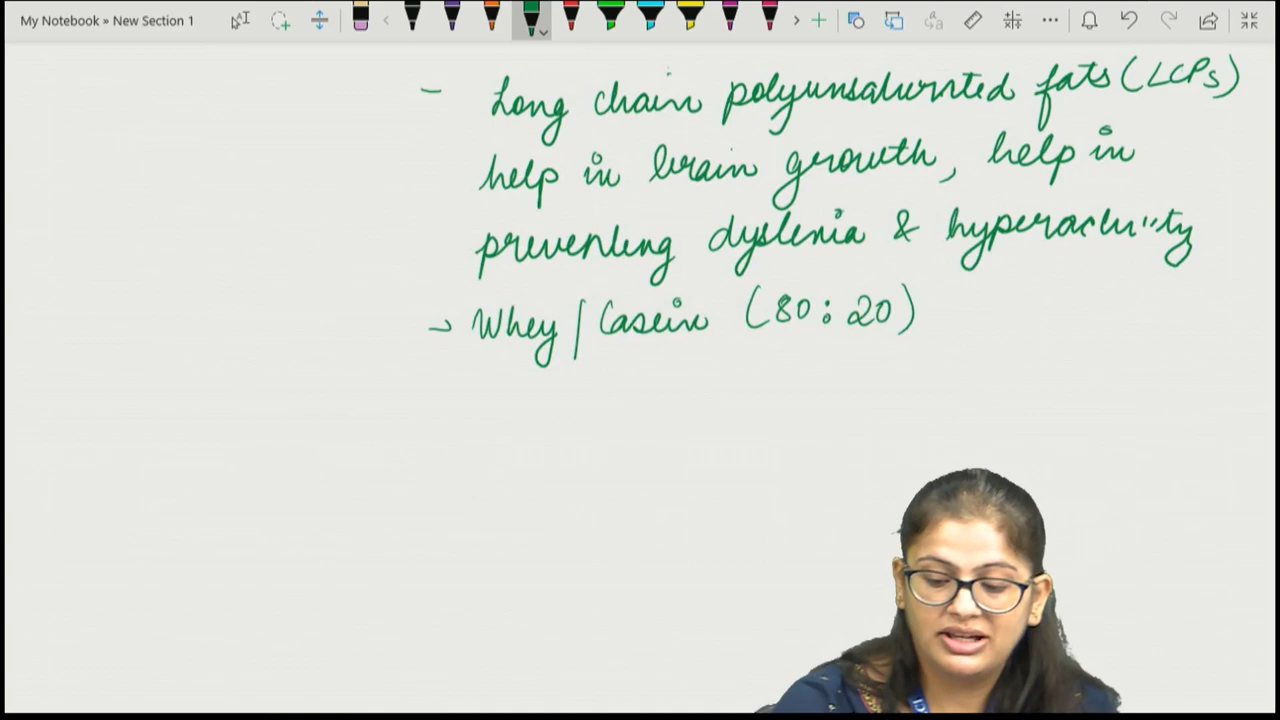 My Notebook » New Section 1
- Long chain polyunsaturated fats (LCPs)
help in brain growth, help in
preventing dyslexia & hyperactivity
→ Whey/Casein (80:20)